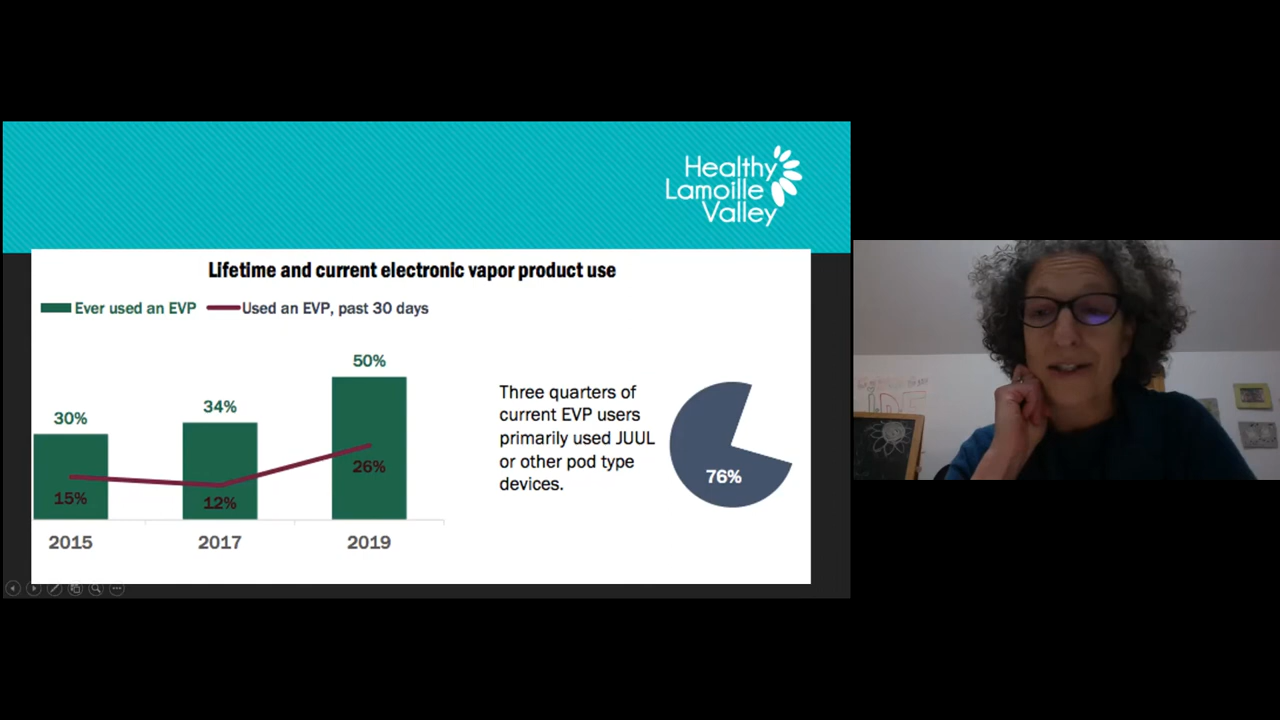 Healthy
Lamoille
Valley
Lifetime and current electronic vapor product use
Ever used an EVP
Used an EVP, past 30 days
50%
34%
30%
26%
15%
12%
2015
2017
2019
Three quarters of
current EVP users
primarily used JUUL
or other pod type
devices.
76%